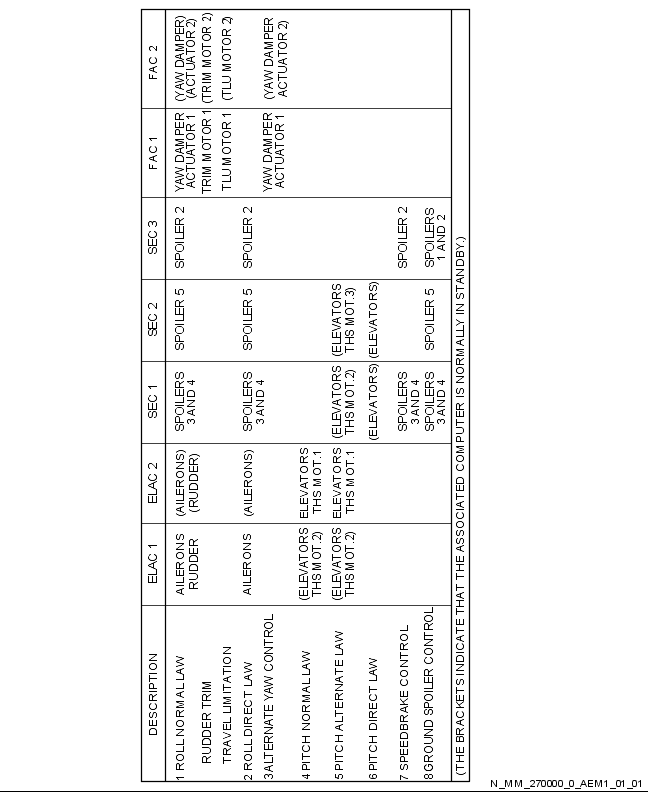 DESCRIPTION ELAC 1 ELAC 2 SEC 1 SEC 2 SEC 3 FAC 1 FAC 2
1 ROLL NORMAL LAW AILERONS (AILERONS) SPOILERS SPOILER 5 SPOILER 2 YAW DAMPER (YAW DAMPER)
RUDDER (RUDDER) 3 AND 4 ACTUATOR 1 (ACTUATOR 2)
RUDDER TRIM TRIM MOTOR 1 (TRIM MOTOR 2)
TRAVEL LIMITATION TLU MOTOR 1 (TLU MOTOR 2)
2 ROLL DIRECT LAW AILERONS (AILERONS) SPOILERS SPOILER 5 SPOILER 2
3 AND 4
3 ALTERNATE YAW CONTROL YAW DAMPER (YAW DAMPER
ACTUATOR 1 ACTUATOR 2)
4 PITCH NORMAL LAW (ELEVATORS ELEVATORS
THS MOT.2) THS MOT.1
5 PITCH ALTERNATE LAW (ELEVATORS ELEVATORS (ELEVATORS (ELEVATORS
THS MOT.2) THS MOT.1 THS MOT.2) THS MOT.3)
6 PITCH DIRECT LAW (ELEVATORS) (ELEVATORS)
7 SPEEDBRAKE CONTROL SPOILERS SPOILER 2
3 AND 4
8 GROUND SPOILER CONTROL SPOILERS SPOILER 5 SPOILERS
3 AND 4 1 AND 2
(THE BRACKETS INDICATE THAT THE ASSOCIATED COMPUTER IS NORMALLY IN STANDBY.)
N_MM_270000_0_AEM1_01_01